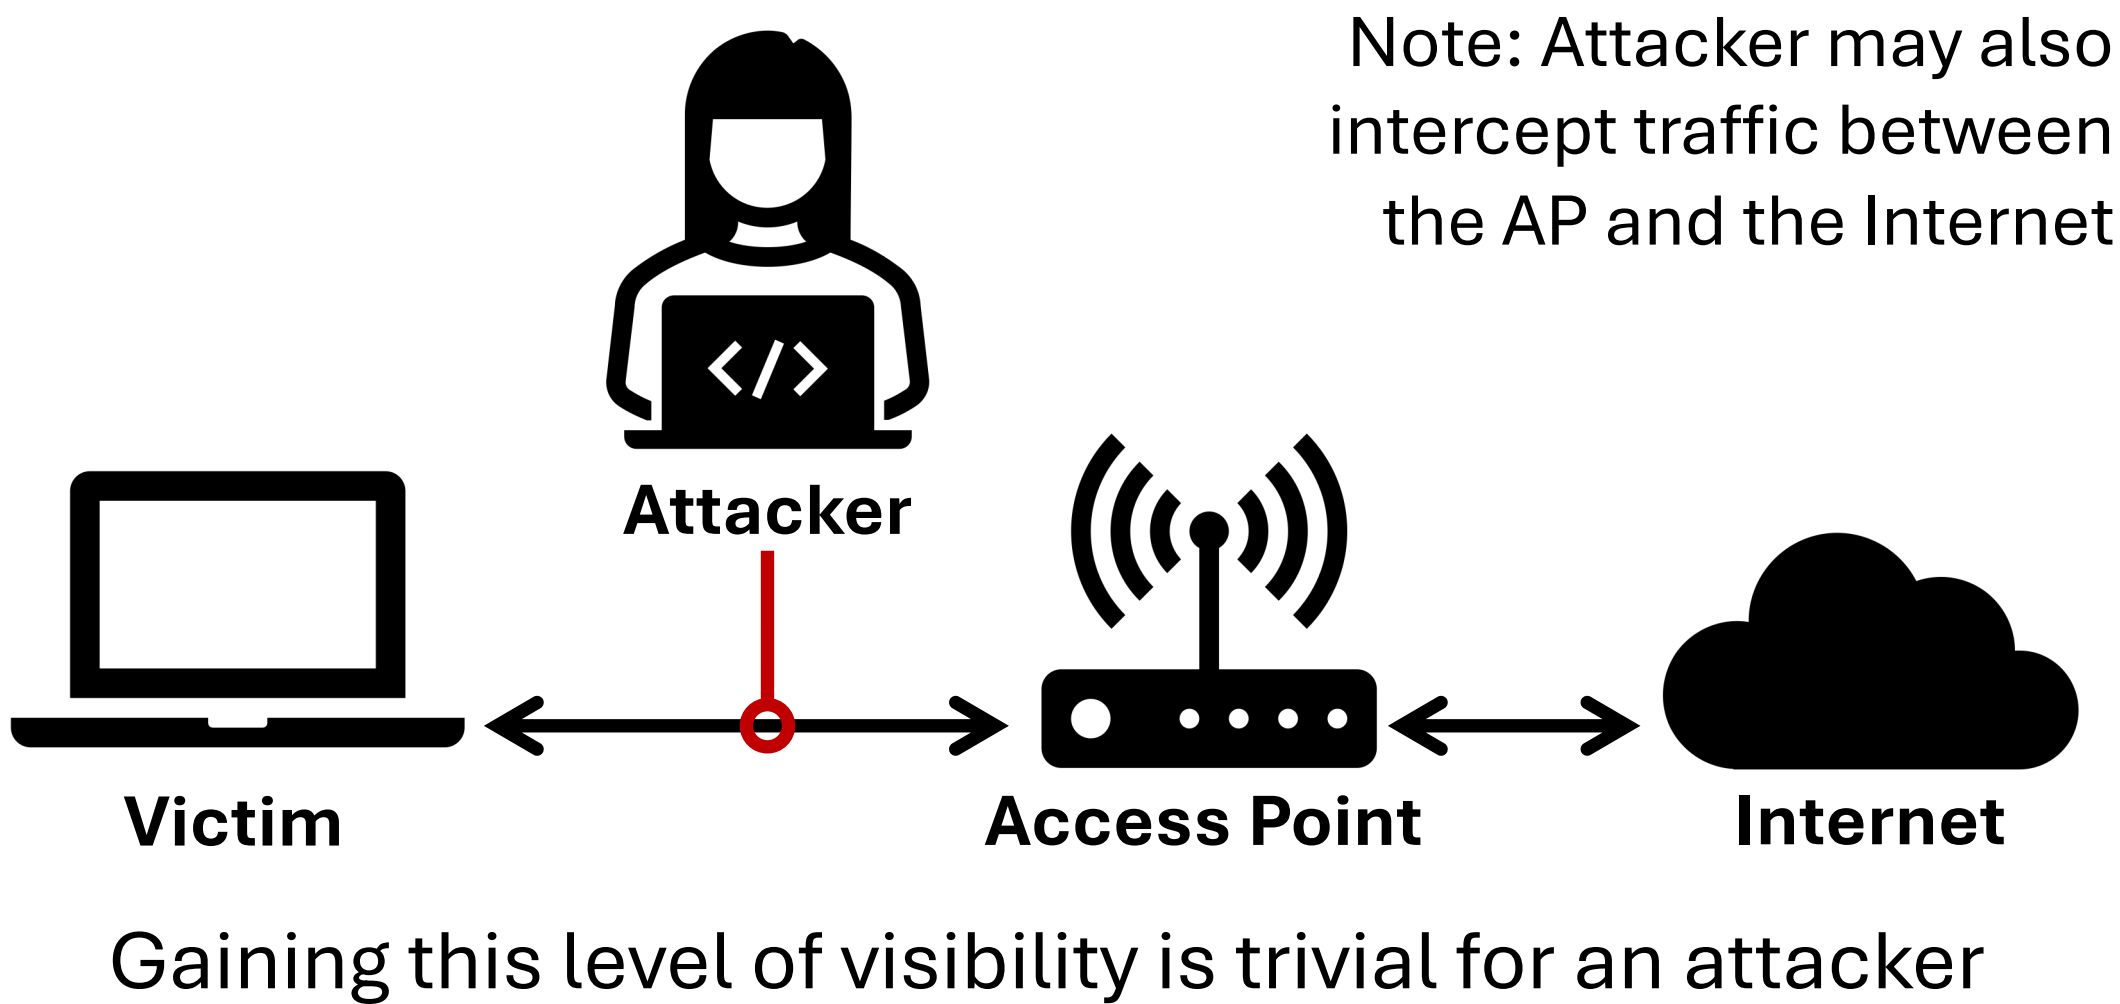 Note: Attacker may also
intercept traffic between
the AP and the Internet
</>
Attacker
Victim
Access Point
Internet
Gaining this level of visibility is trivial for an attacker